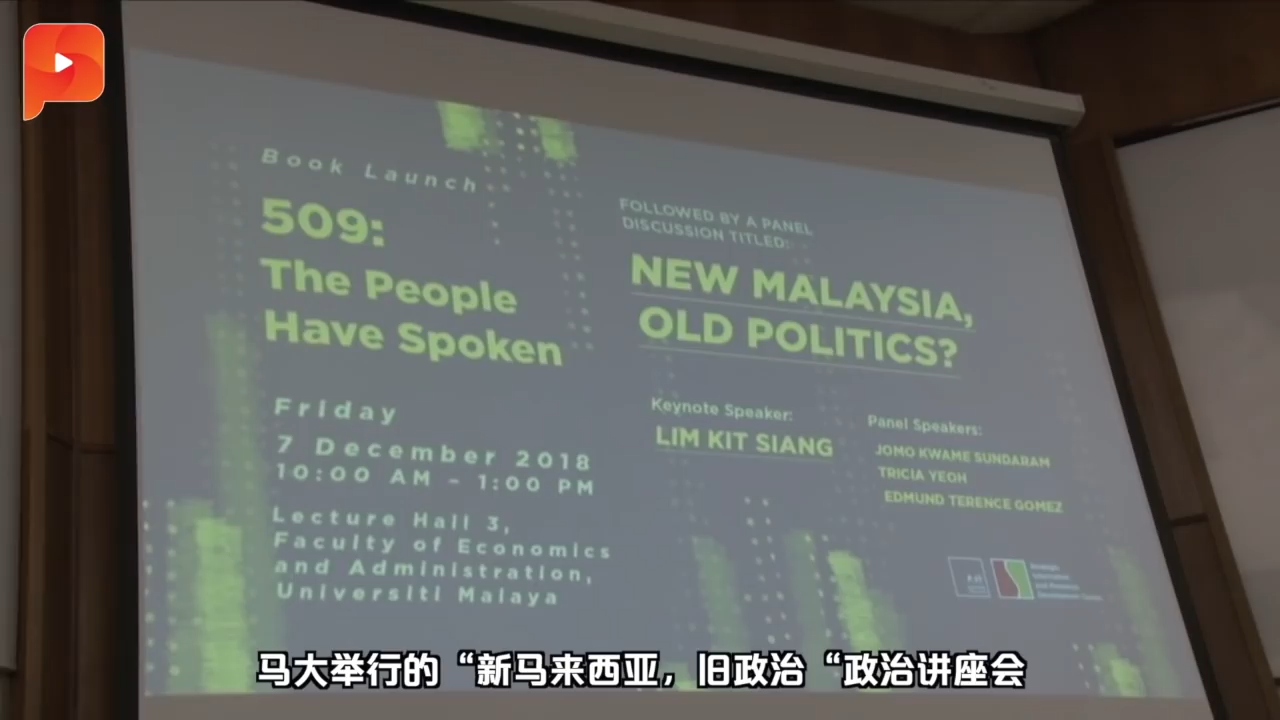 Book Launch
509:
The People
Have Spoken
Friday
7 December 2018
10:00 AM - 1:00 PM
Lecture Hall 3,
Faculty of Economics
and Administration,
Universiti Malaya
FOLLOWED BY A PANEL
DISCUSSION TITLED:
NEW MALAYSIA,
OLD POLITICS?
Keynote Speaker:
LIM KIT SIANG
Panel Speakers:
JOMO KWAME SUNDARAM
TRICIA YEOH
EDMUND TERENCE GOMEZ
马大举行的“新马来西亚，旧政治“政治讲座会